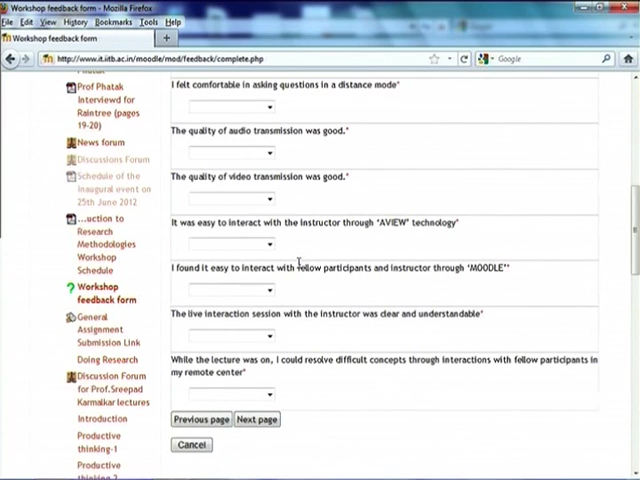 Workshop feedback form - Mozilla Firefox
File Edit View History Bookmarks Tools Help
Workshop feedback form
http://www.it.iitb.ac.in/moodle/mod/feedback/complete.php
Google
Phatak
Prof Phatak
Interviewd for
Raintree (pages
19-20)
News forum
Discussions Forum
Schedule of the
Inaugural event on
25th June 2012
...uction to
Research
Methodologies
Workshop
Schedule
Workshop
feedback form
General
Assignment
Submission Link
Doing Research
Discussion Forum
for Prof.Sreepad
Karmalkar lectures
Introduction
Productive
thinking-1
Productive
thinking-2
I felt comfortable in asking questions in a distance mode*
The quality of audio transmission was good.*
The quality of video transmission was good.*
It was easy to interact with the instructor through 'AVIEW' technology*
I found it easy to interact with fellow participants and instructor through 'MOODLE'*
The live interaction session with the instructor was clear and understandable*
While the lecture was on, I could resolve difficult concepts through interactions with fellow participants in
my remote center*
Previous page Next page
Cancel